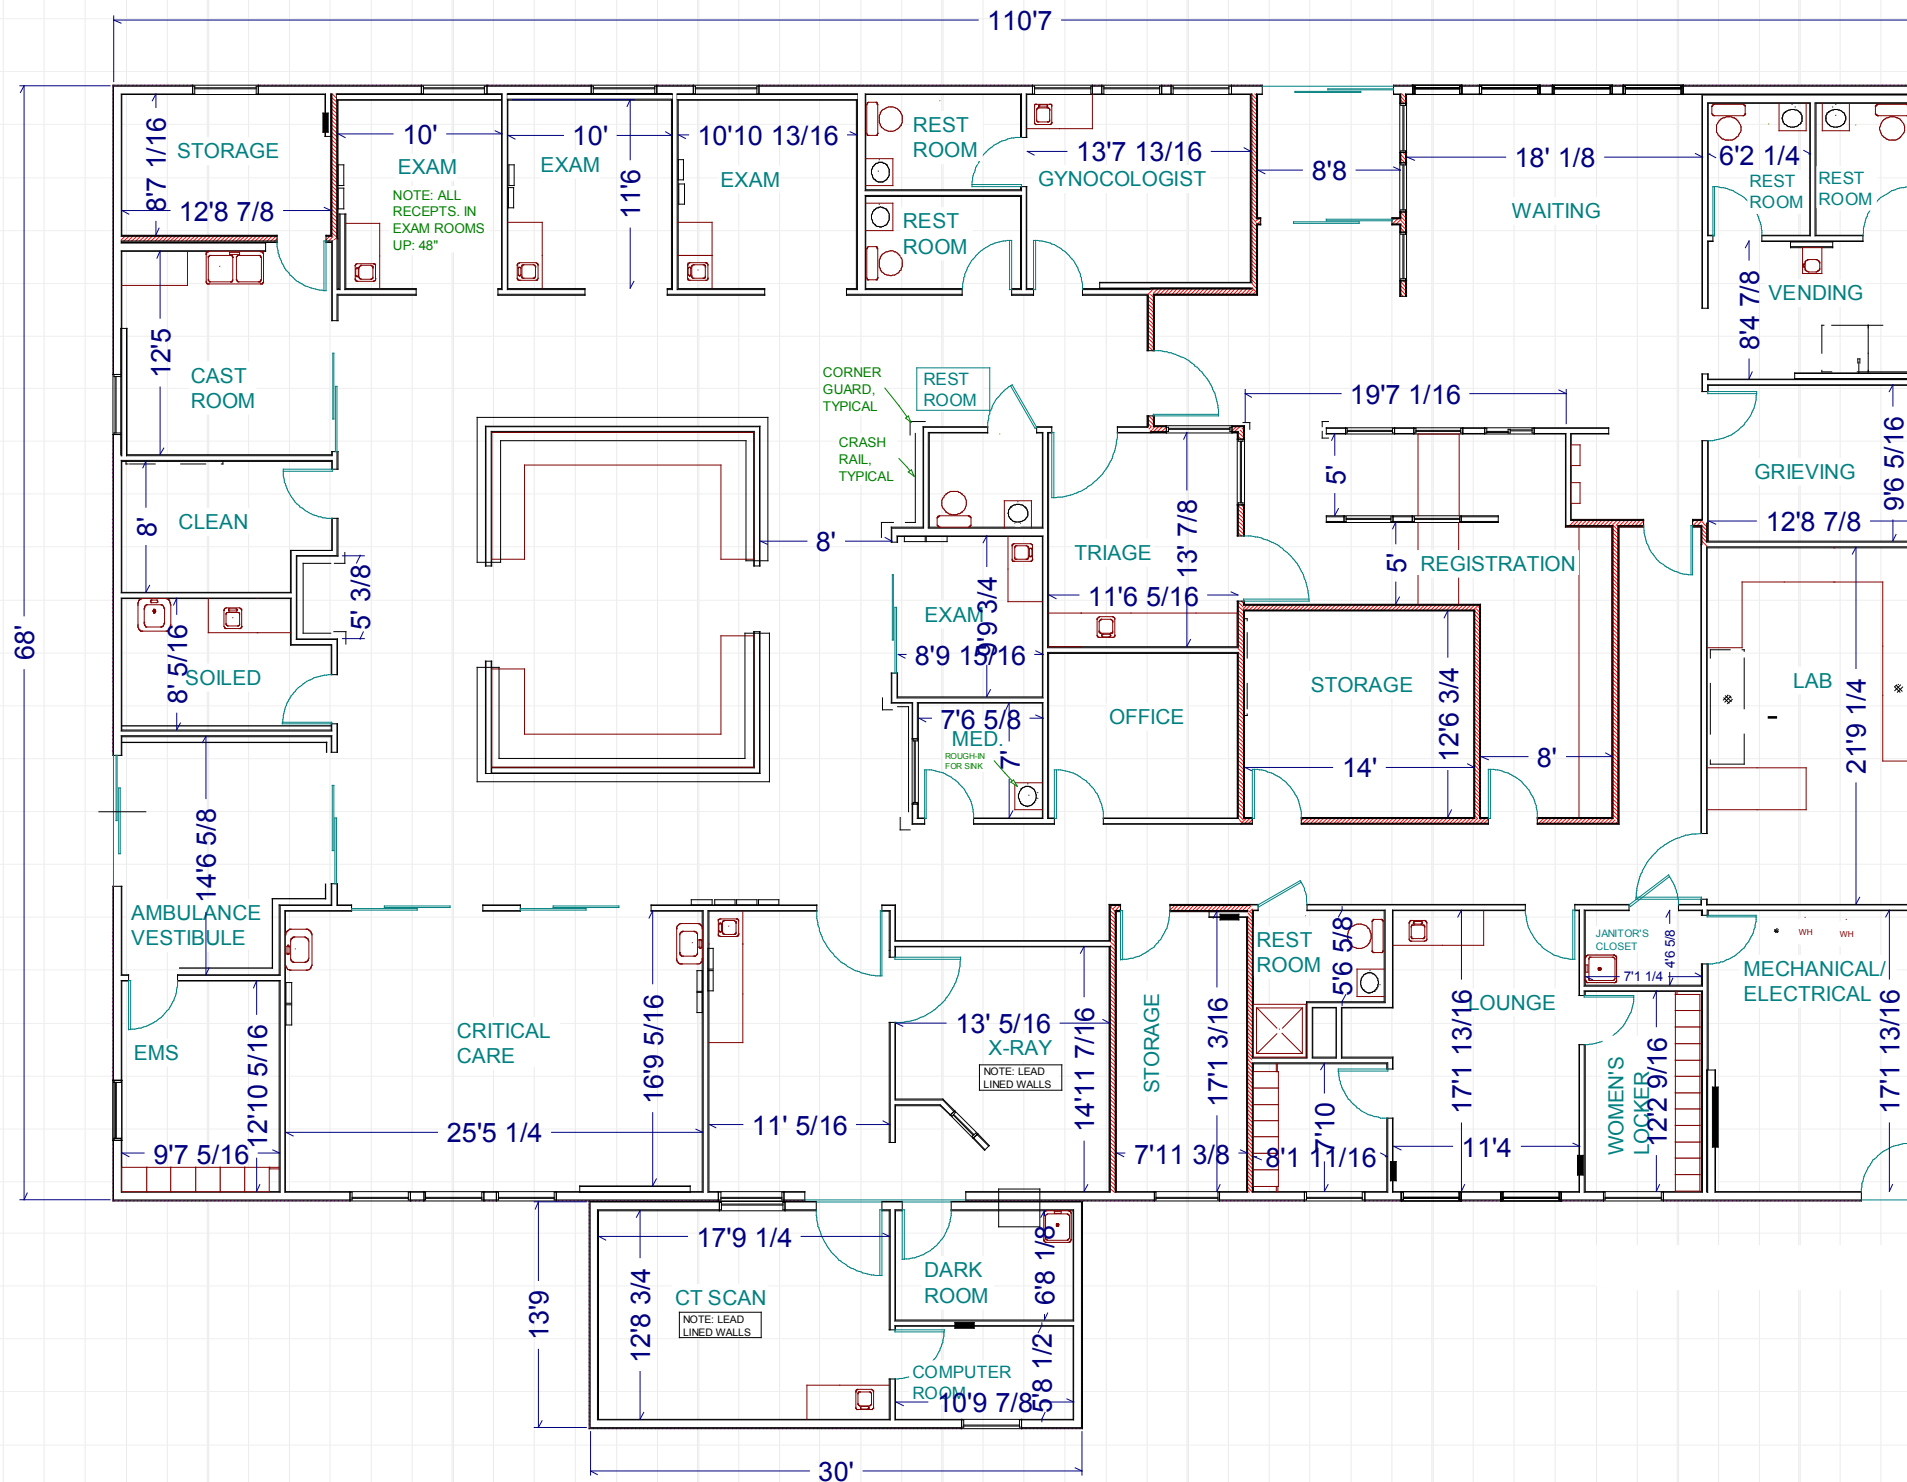 110'7
68'
8'7 1/16
STORAGE
12'8 7/8
10'
EXAM
NOTE: ALL
RECEPTS. IN
EXAM ROOMS
UP: 48"
10'
EXAM
11'6
10'10 13/16
EXAM
REST
ROOM
REST
ROOM
13'7 13/16
GYNOCOLOGIST
8'8
18' 1/8
WAITING
6'2 1/4
REST
ROOM
REST
ROOM
8'4 7/8
VENDING
12'5
CAST
ROOM
CORNER
GUARD,
TYPICAL
REST
ROOM
CRASH
RAIL,
TYPICAL
19'7 1/16
5'
GRIEVING
9'6 5/16
12'8 7/8
8'
CLEAN
8'
5' 3/8
TRIAGE
13' 7/8
11'6 5/16
5'
REGISTRATION
EXAM
9'9 3/4
8'9 15/16
8' 5/16
SOILED
7'6 5/8
MED.
ROUGH-IN
FOR SINK
7'
OFFICE
STORAGE
12'6 3/4
14'
8'
LAB
21'9 1/4
14'6 5/8
AMBULANCE
VESTIBULE
EMS
12'10 5/16
9'7 5/16
CRITICAL
CARE
16'9 5/16
25'5 1/4
11' 5/16
13' 5/16
X-RAY
NOTE: LEAD
LINED WALLS
14'11 7/16
STORAGE
17'1 3/16
7'11 3/8
REST
ROOM
5'6 5/8
7'10
8'1 11/16
LOUNGE
17'1 13/16
11'4
JANITOR'S
CLOSET
4'6 5/8
7'1 1/4
WOMEN'S
LOCKER
12'2 9/16
WH
WH
MECHANICAL/
ELECTRICAL
17'1 13/16
13'9
17'9 1/4
12'8 3/4
CT SCAN
NOTE: LEAD
LINED WALLS
DARK
ROOM
6'8 1/8
COMPUTER
ROOM
10'9 7/8
5'8 1/2
30'